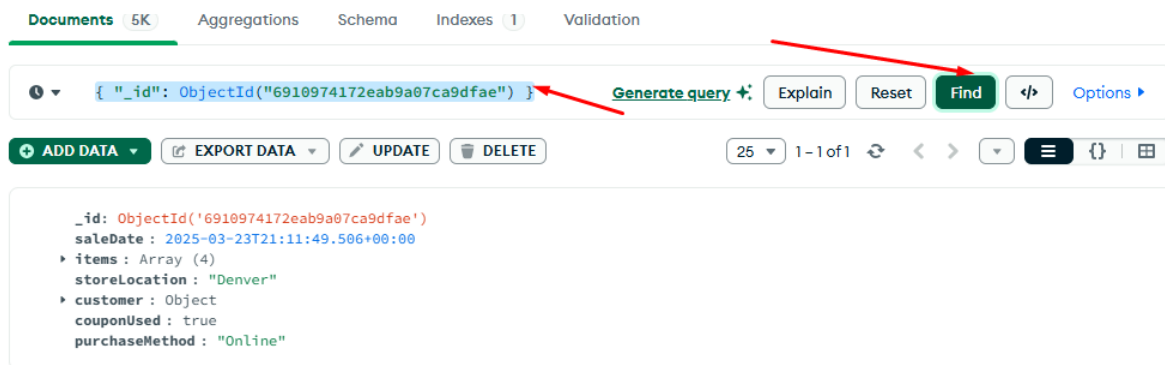 Documents 5K Aggregations Schema Indexes 1 Validation
{ "_id": ObjectId("6910974172eab9a07ca9dfae") } Generate query Explain Reset Find </> Options
ADD DATA EXPORT DATA UPDATE DELETE 25 1 – 1 of 1 {}
_id: ObjectId('6910974172eab9a07ca9dfae')
saleDate : 2025-03-23T21:11:49.506+00:00
items : Array (4)
storeLocation : "Denver"
customer : Object
couponUsed : true
purchaseMethod : "Online"